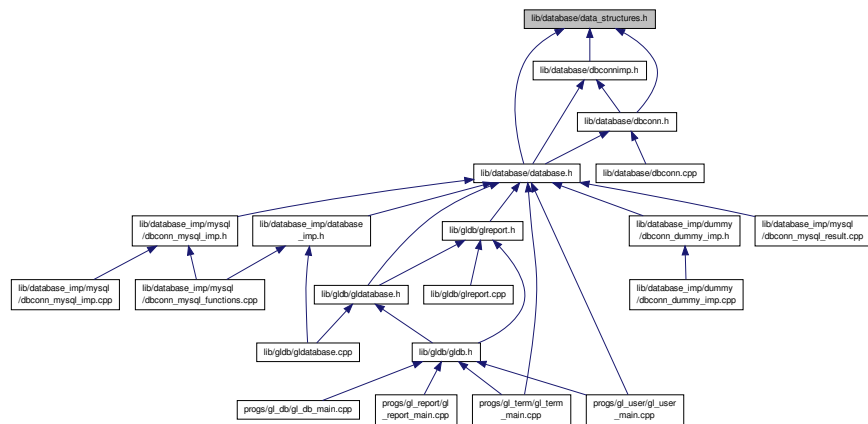 lib/database/data_structures.h
lib/database/dbconnimp.h
lib/database/dbconn.h
lib/database/database.h
lib/database/dbconn.cpp
lib/database_imp/mysql
/dbconn_mysql_imp.h
lib/database_imp/database
_imp.h
lib/gldb/glreport.h
lib/database_imp/dummy
/dbconn_dummy_imp.h
lib/database_imp/mysql
/dbconn_mysql_result.cpp
lib/database_imp/mysql
/dbconn_mysql_imp.cpp
lib/database_imp/mysql
/dbconn_mysql_functions.cpp
lib/gldb/gldatabase.h
lib/gldb/glreport.cpp
lib/database_imp/dummy
/dbconn_dummy_imp.cpp
lib/gldb/gldatabase.cpp
lib/gldb/gldb.h
progs/gl_db/gl_db_main.cpp
progs/gl_report/gl
_report_main.cpp
progs/gl_term/gl_term
_main.cpp
progs/gl_user/gl_user
_main.cpp